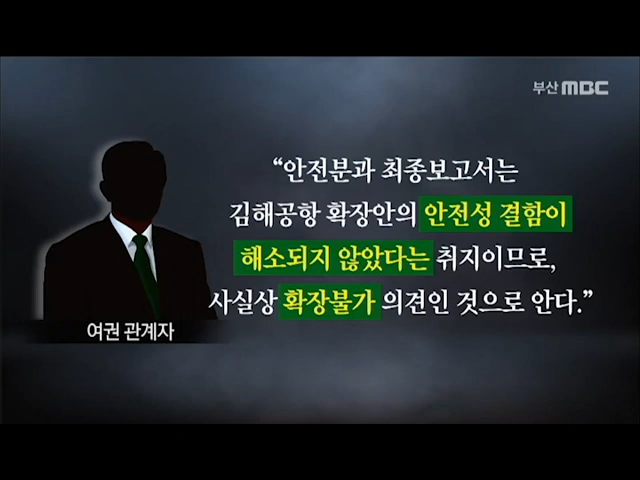 부산MBC
“안전분과 최종보고서는
김해공항 확장안의 안전성 결함이
해소되지 않았다는 취지이므로,
사실상 확장불가 의견인 것으로 안다.”
여권 관계자